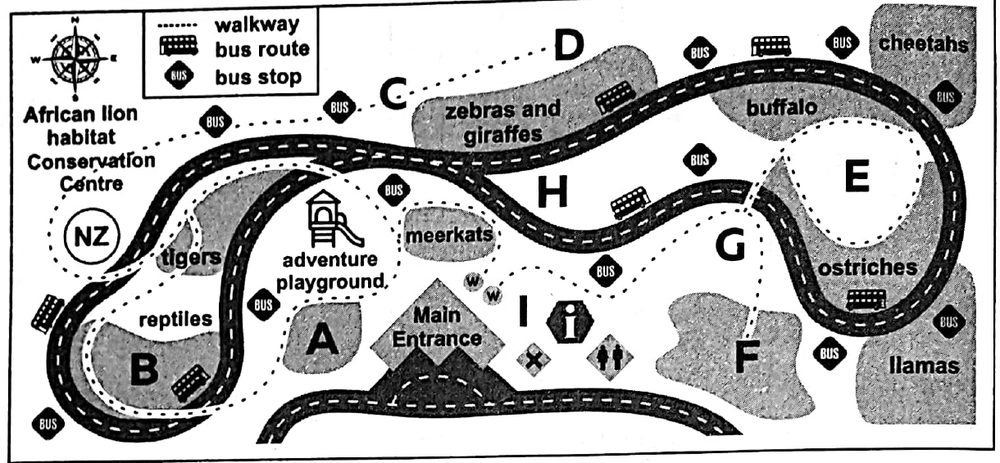 N
W
E
S
walkway
bus route
BUS
bus stop
African lion
habitat
Conservation
Centre
NZ
BUS
BUS
C
D
zebras and
giraffes
BUS
buffalo
BUS
cheetahs
BUS
BUS
H
BUS
E
tigers
adventure
playground
meerkats
W
W
BUS
G
ostriches
reptiles
BUS
A
B
Main
Entrance
I
i
F
BUS
BUS
llamas
BUS